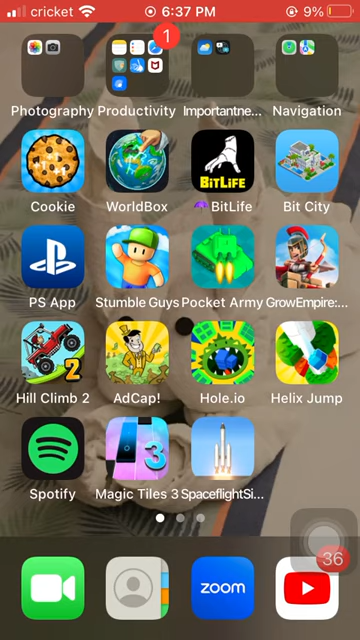 cricket 6:37 PM 9%
1
Photography Productivity Importantne... Navigation
BITLIFE
Cookie WorldBox BitLife Bit City
PS App Stumble Guys Pocket Army GrowEmpire:...
2
Hill Climb 2 AdCap! Hole.io Helix Jump
3
Spotify Magic Tiles 3 SpaceflightSi...
36
zoom